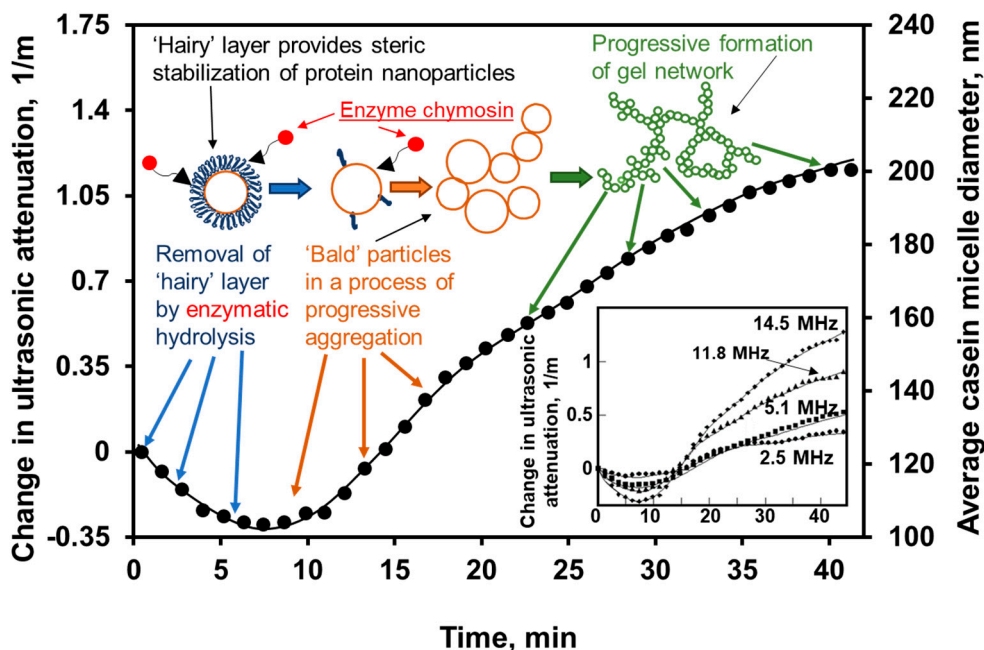 Change in ultrasonic attenuation, 1/m
1.75
1.4
1.05
0.7
0.35
0
-0.35
'Hairy' layer provides steric
stabilization of protein nanoparticles
Enzyme chymosin
Progressive formation
of gel network
Removal of
'hairy' layer
by enzymatic
hydrolysis
'Bald' particles
in a process of
progressive
aggregation
Change in ultrasonic
attenuation, 1/m
1
0.5
0
14.5 MHz
11.8 MHz
5.1 MHz
2.5 MHz
0 10 20 30 40
240
220
200
180
160
140
120
100
Average casein micelle diameter, nm
0 5 10 15 20 25 30 35 40
Time, min